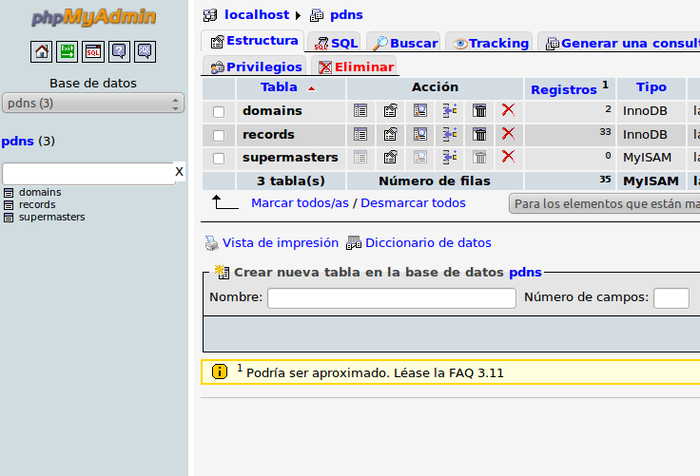 phpMyAdmin
Base de datos
pdns (3)
pdns (3)
X
domains
records
supermasters
localhost pdns
Estructura SQL Buscar Tracking Generar una consult
Privilegios Eliminar
Tabla Acción Registros 1 Tipo
domains 2 InnoDB la
records 33 InnoDB la
supermasters 0 MyISAM la
3 tabla(s) Número de filas 35 MyISAM la
Marcar todos/as / Desmarcar todos Para los elementos que están ma
Vista de impresión Diccionario de datos
Crear nueva tabla en la base de datos pdns
Nombre: Número de campos:
1 Podría ser aproximado. Léase la FAQ 3.11